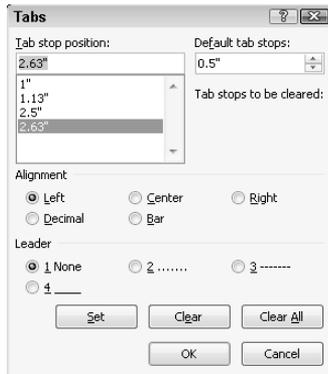 Tabs ? X
Tab stop position: Default tab stops:
2.63" 0.5"
1" Tab stops to be cleared:
1.13"
2.5"
2.63"
Alignment
Left Center Right
Decimal Bar
Leader
1 None 2 ....... 3 -------
4 ___
Set Clear Clear All
OK Cancel